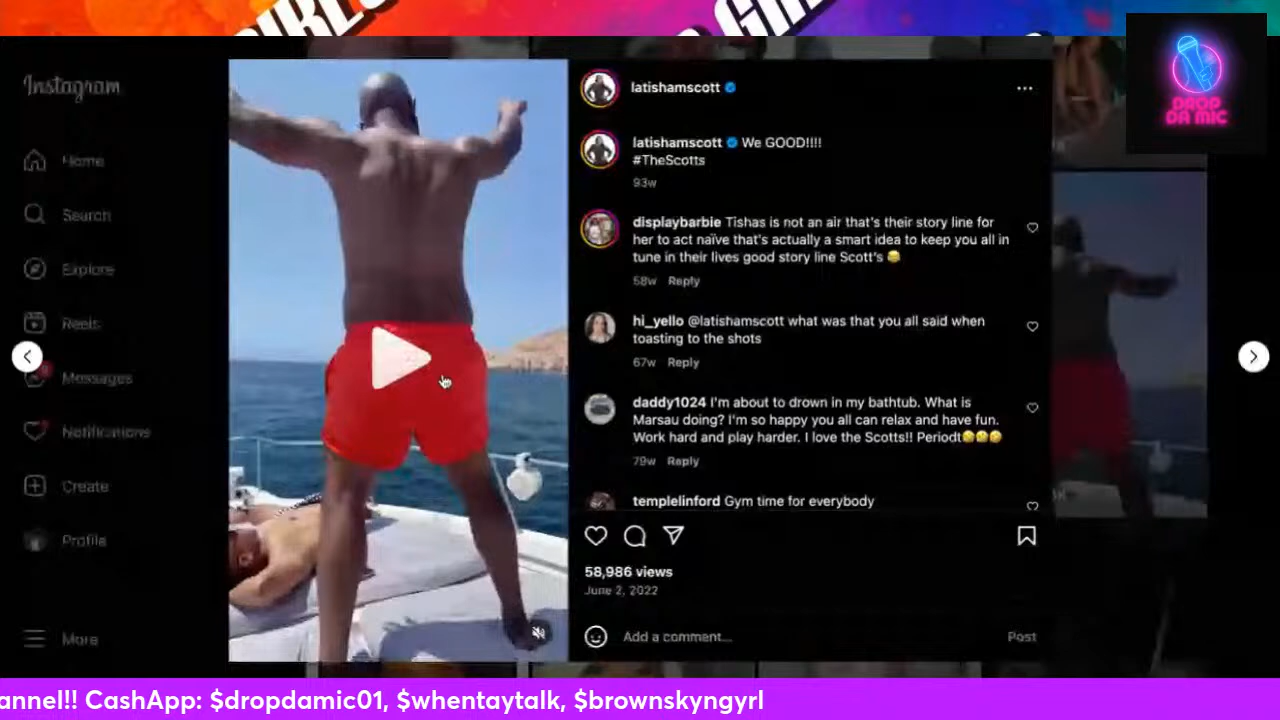 DROP
DA MIC
Instagram
Home
Search
Explore
Reels
Messages
Notifications
Create
Profile
More
latishamscott
latishamscott We GOOD!!!!
#TheScotts
93w
displaybarbie Tishas is not an air that's their story line for
her to act naïve that's actually a smart idea to keep you all in
tune in their lives good story line Scott's 😂
58w Reply
hi_yello @latishamscott what was that you all said when
toasting to the shots
67w Reply
daddy1024 I'm about to drown in my bathtub. What is
Marsau doing? I'm so happy you all can relax and have fun.
Work hard and play harder. I love the Scotts!! Periodt🤣🤣🤣
79w Reply
templelinford Gym time for everybody
58,986 views
June 2, 2022
Add a comment...
Post
annel!! CashApp: $dropdamic01, $whentaytalk, $brownskyngyrl